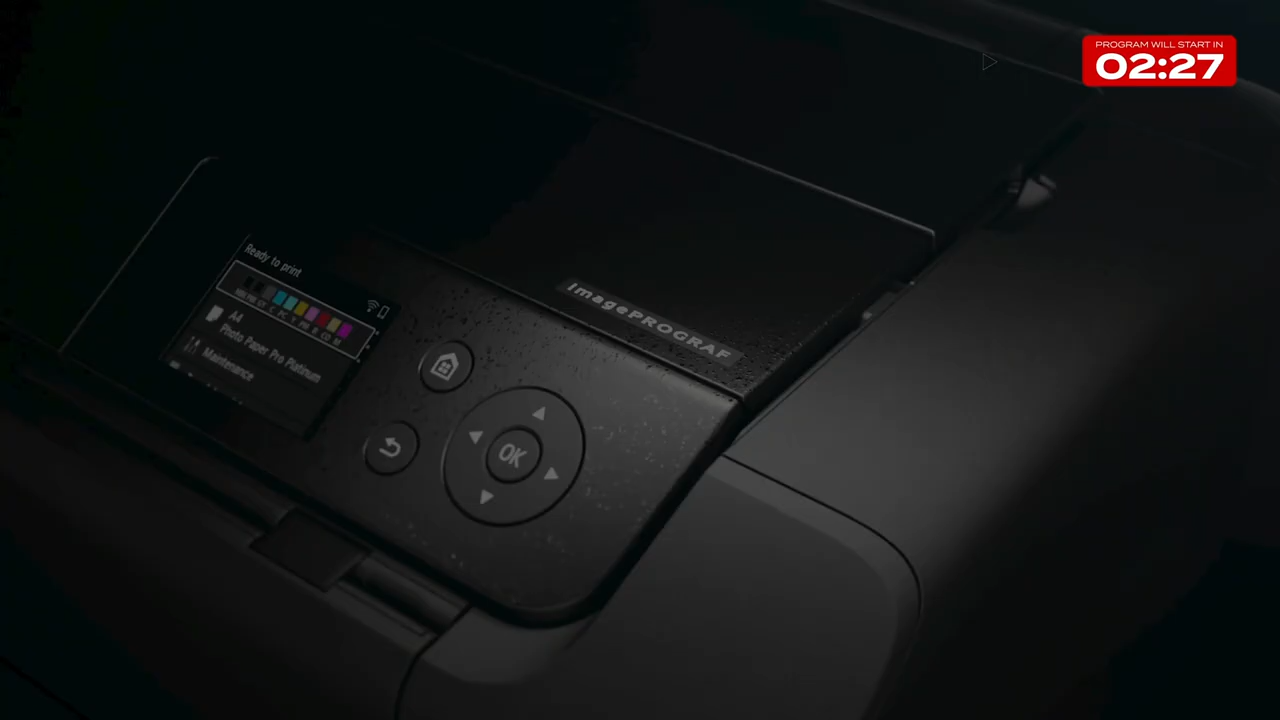 PROGRAM WILL START IN
02:27
Ready to print
A4
Photo Paper Pro Platinum
Maintenance
imagePROGRAF
OK